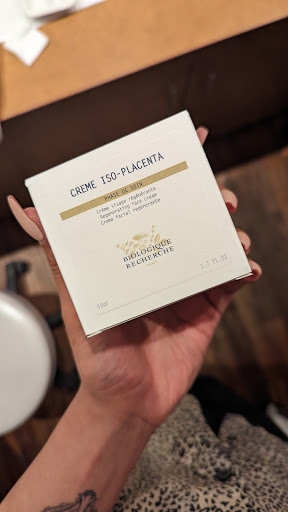 CREME ISO-PLACENTA
PHASE DE SOIN
Crème visage régénérante
Regenerating face cream
Crema facial regenerante
BIOLOGIQUE
RECHERCHE
50ml
1.7 FL.OZ